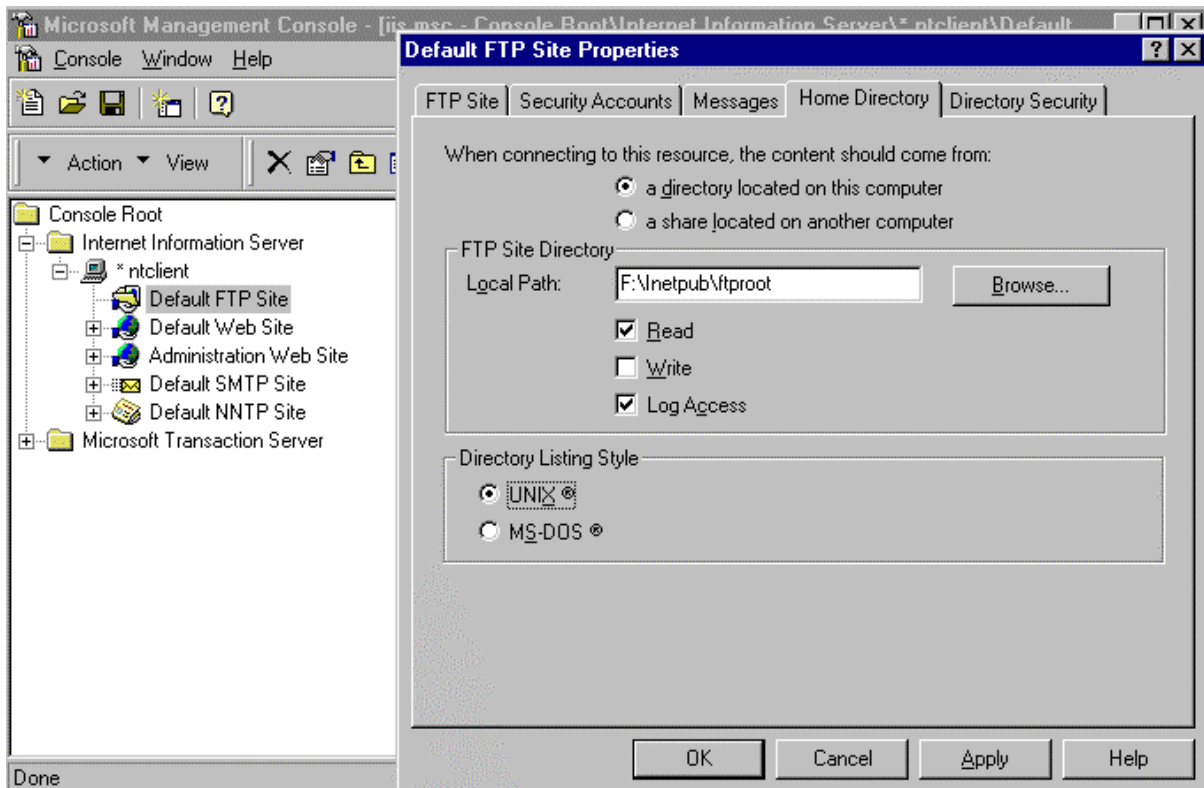 Microsoft Management Console - [iis.msc - Console Root\Internet Information Server\* ntclient\Default
Console Window Help
Action View
Console Root
Internet Information Server
* ntclient
Default FTP Site
Default Web Site
Administration Web Site
Default SMTP Site
Default NNTP Site
Microsoft Transaction Server
Done
Default FTP Site Properties
FTP Site Security Accounts Messages Home Directory Directory Security
When connecting to this resource, the content should come from:
a directory located on this computer
a share located on another computer
FTP Site Directory
Local Path: F:\Inetpub\ftproot Browse...
Read
Write
Log Access
Directory Listing Style
UNIX ®
MS-DOS ®
OK Cancel Apply Help